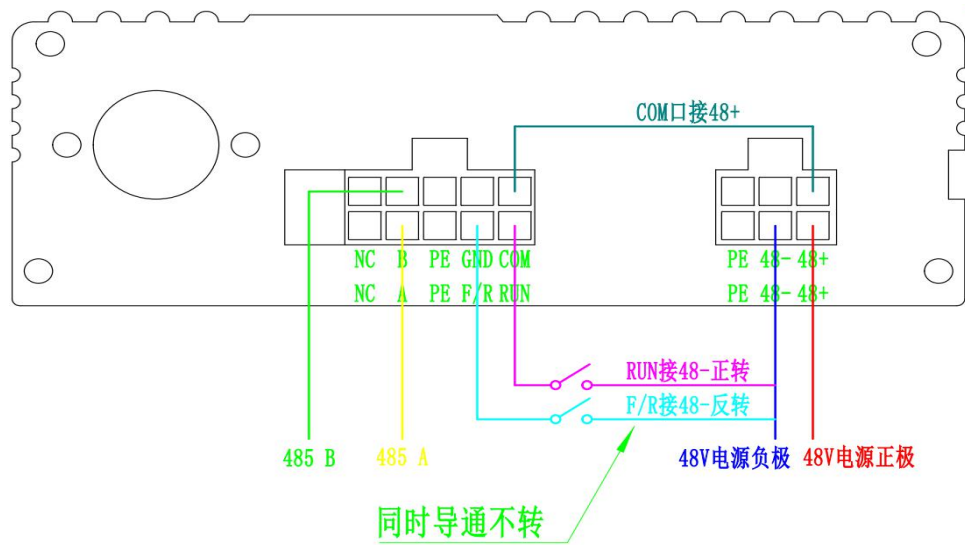 COM口接48+
NC B PE GND COM
NC A PE F/R RUN
PE 48- 48+
PE 48- 48+
RUN接48-正转
F/R接48-反转
485 B
485 A
48V电源负极
48V电源正极
同时导通不转